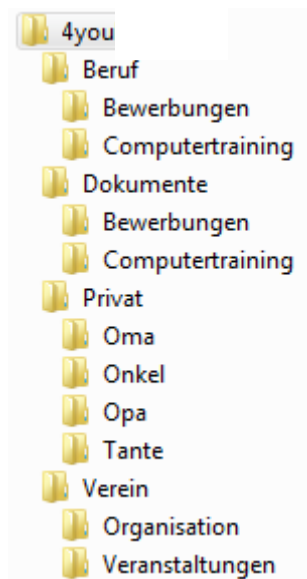 4you
Beruf
Bewerbungen
Computertraining
Dokumente
Bewerbungen
Computertraining
Privat
Oma
Onkel
Opa
Tante
Verein
Organisation
Veranstaltungen